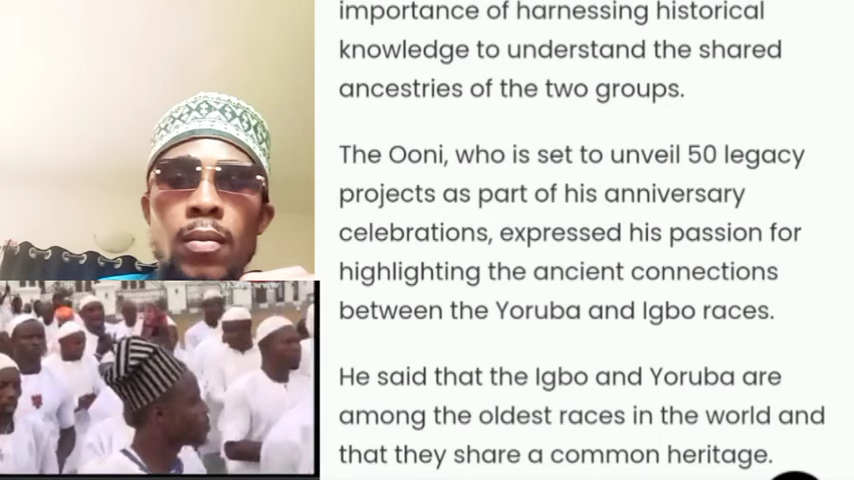 importance of harnessing historical
knowledge to understand the shared
ancestries of the two groups.
The Ooni, who is set to unveil 50 legacy
projects as part of his anniversary
celebrations, expressed his passion for
highlighting the ancient connections
between the Yoruba and Igbo races.
He said that the Igbo and Yoruba are
among the oldest races in the world and
that they share a common heritage.